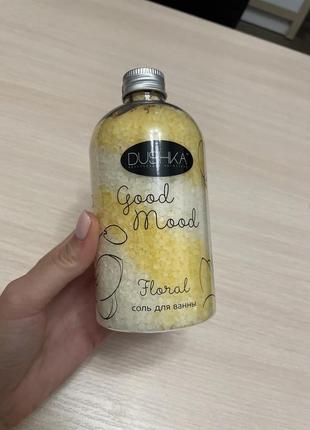 DUSHKA
Good
Mood
Floral
соль для ванны